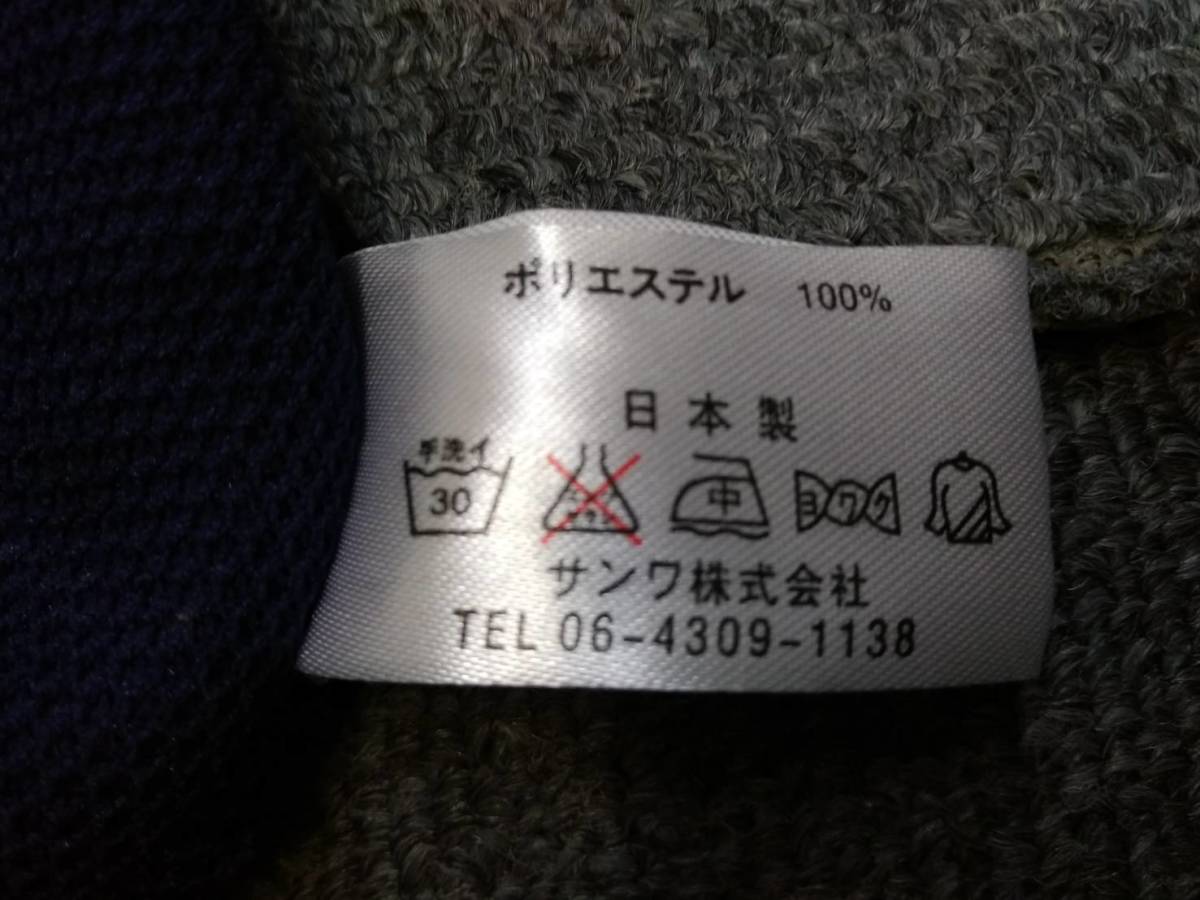 ポリエステル 100%
日本製
手洗イ
30 中 ヨワク
サンワ株式会社
TEL 06-4309-1138